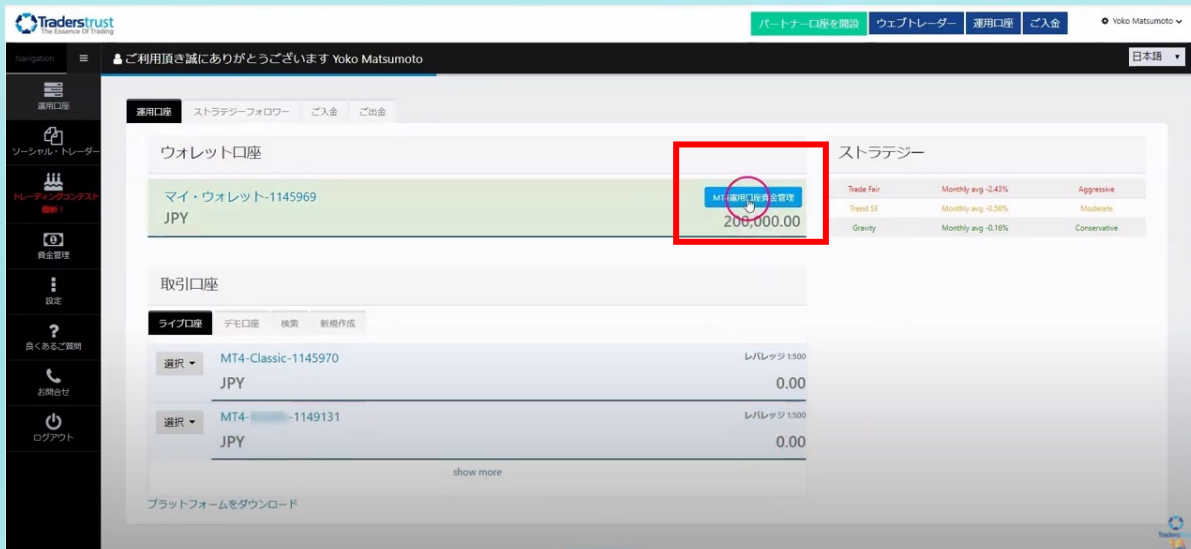 Traderstrust
The Essence Of Trading
パートナー口座を開設
ウェブトレーダー
運用口座
ご入金
Yoko Matsumoto
Navigation
ご利用頂き誠にありがとうございます Yoko Matsumoto
日本語
運用口座
ソーシャル・トレーダー
トレーディングコンテスト
最新！
資金管理
設定
良くあるご質問
お問合せ
ログアウト
運用口座
ストラテジーフォロワー
ご入金
ご出金
ウォレット口座
マイ・ウォレット-1145969
MT4運用口座資金管理
JPY
200,000.00
ストラテジー
Trade Fair Monthly avg -2.43% Aggressive
Trend SE Monthly avg -0.56% Moderate
Gravity Monthly avg -0.16% Conservative
取引口座
ライブ口座
デモ口座
検索
新規作成
選択
MT4-Classic-1145970
レバレッジ 1:500
JPY
0.00
選択
MT4- -1149131
レバレッジ 1:500
JPY
0.00
show more
プラットフォームをダウンロード
Traderstrust